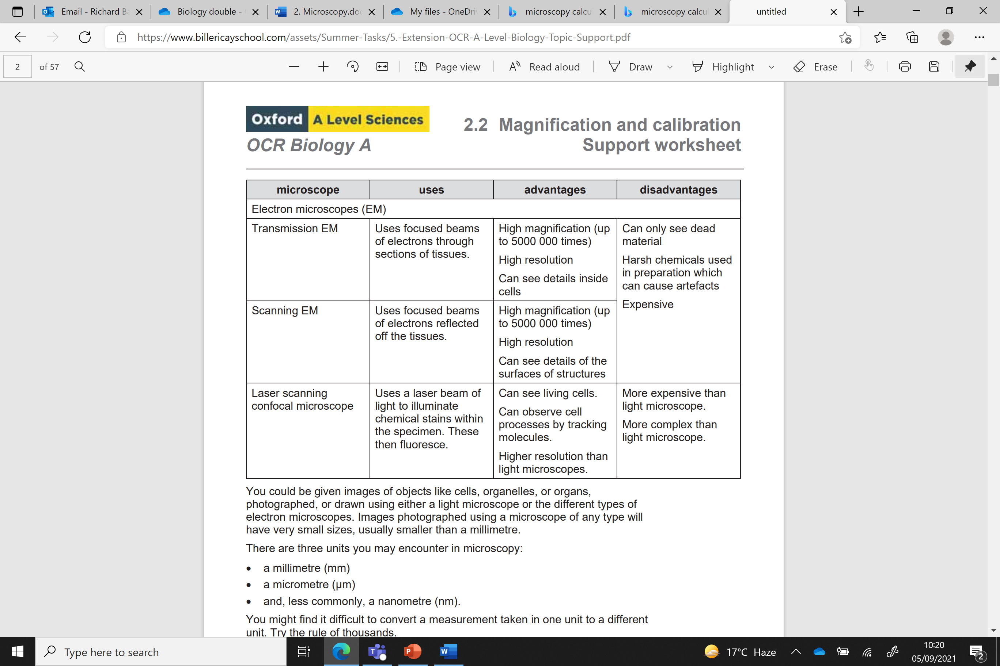 Email - Richard Ba
Biology double -
2. Microscopy.doc
My files - OneDri
microscopy calcu
microscopy calcu
untitled
https://www.billericayschool.com/assets/Summer-Tasks/5.-Extension-OCR-A-Level-Biology-Topic-Support.pdf
2 of 57
Page view
Read aloud
Draw
Highlight
Erase
Oxford A Level Sciences
OCR Biology A
2.2 Magnification and calibration
Support worksheet
microscope uses advantages disadvantages
Electron microscopes (EM)
Transmission EM
Uses focused beams
of electrons through
sections of tissues.
High magnification (up
to 5000 000 times)
High resolution
Can see details inside
cells
Can only see dead
material
Harsh chemicals used
in preparation which
can cause artefacts
Expensive
Scanning EM
Uses focused beams
of electrons reflected
off the tissues.
High magnification (up
to 5000 000 times)
High resolution
Can see details of the
surfaces of structures
Laser scanning
confocal microscope
Uses a laser beam of
light to illuminate
chemical stains within
the specimen. These
then fluoresce.
Can see living cells.
Can observe cell
processes by tracking
molecules.
Higher resolution than
light microscopes.
More expensive than
light microscope.
More complex than
light microscope.
You could be given images of objects like cells, organelles, or organs,
photographed, or drawn using either a light microscope or the different types of
electron microscopes. Images photographed using a microscope of any type will
have very small sizes, usually smaller than a millimetre.
There are three units you may encounter in microscopy:
• a millimetre (mm)
• a micrometre (µm)
• and, less commonly, a nanometre (nm).
You might find it difficult to convert a measurement taken in one unit to a different
unit. Try the rule of thousands.
Type here to search
17°C Haze
10:20
05/09/2021
2